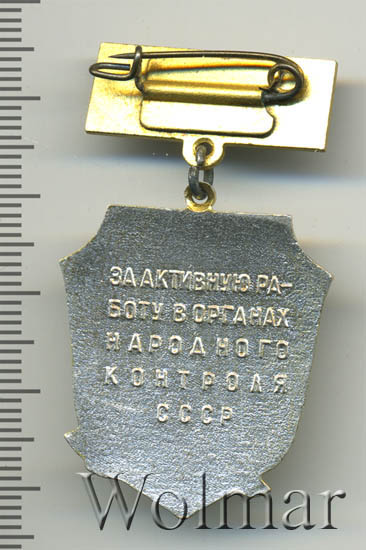 ЗА АКТИВНУЮ РА-
БОТУ В ОРГАНАХ
НАРОДНОГО
КОНТРОЛЯ
СССР
Wolmar